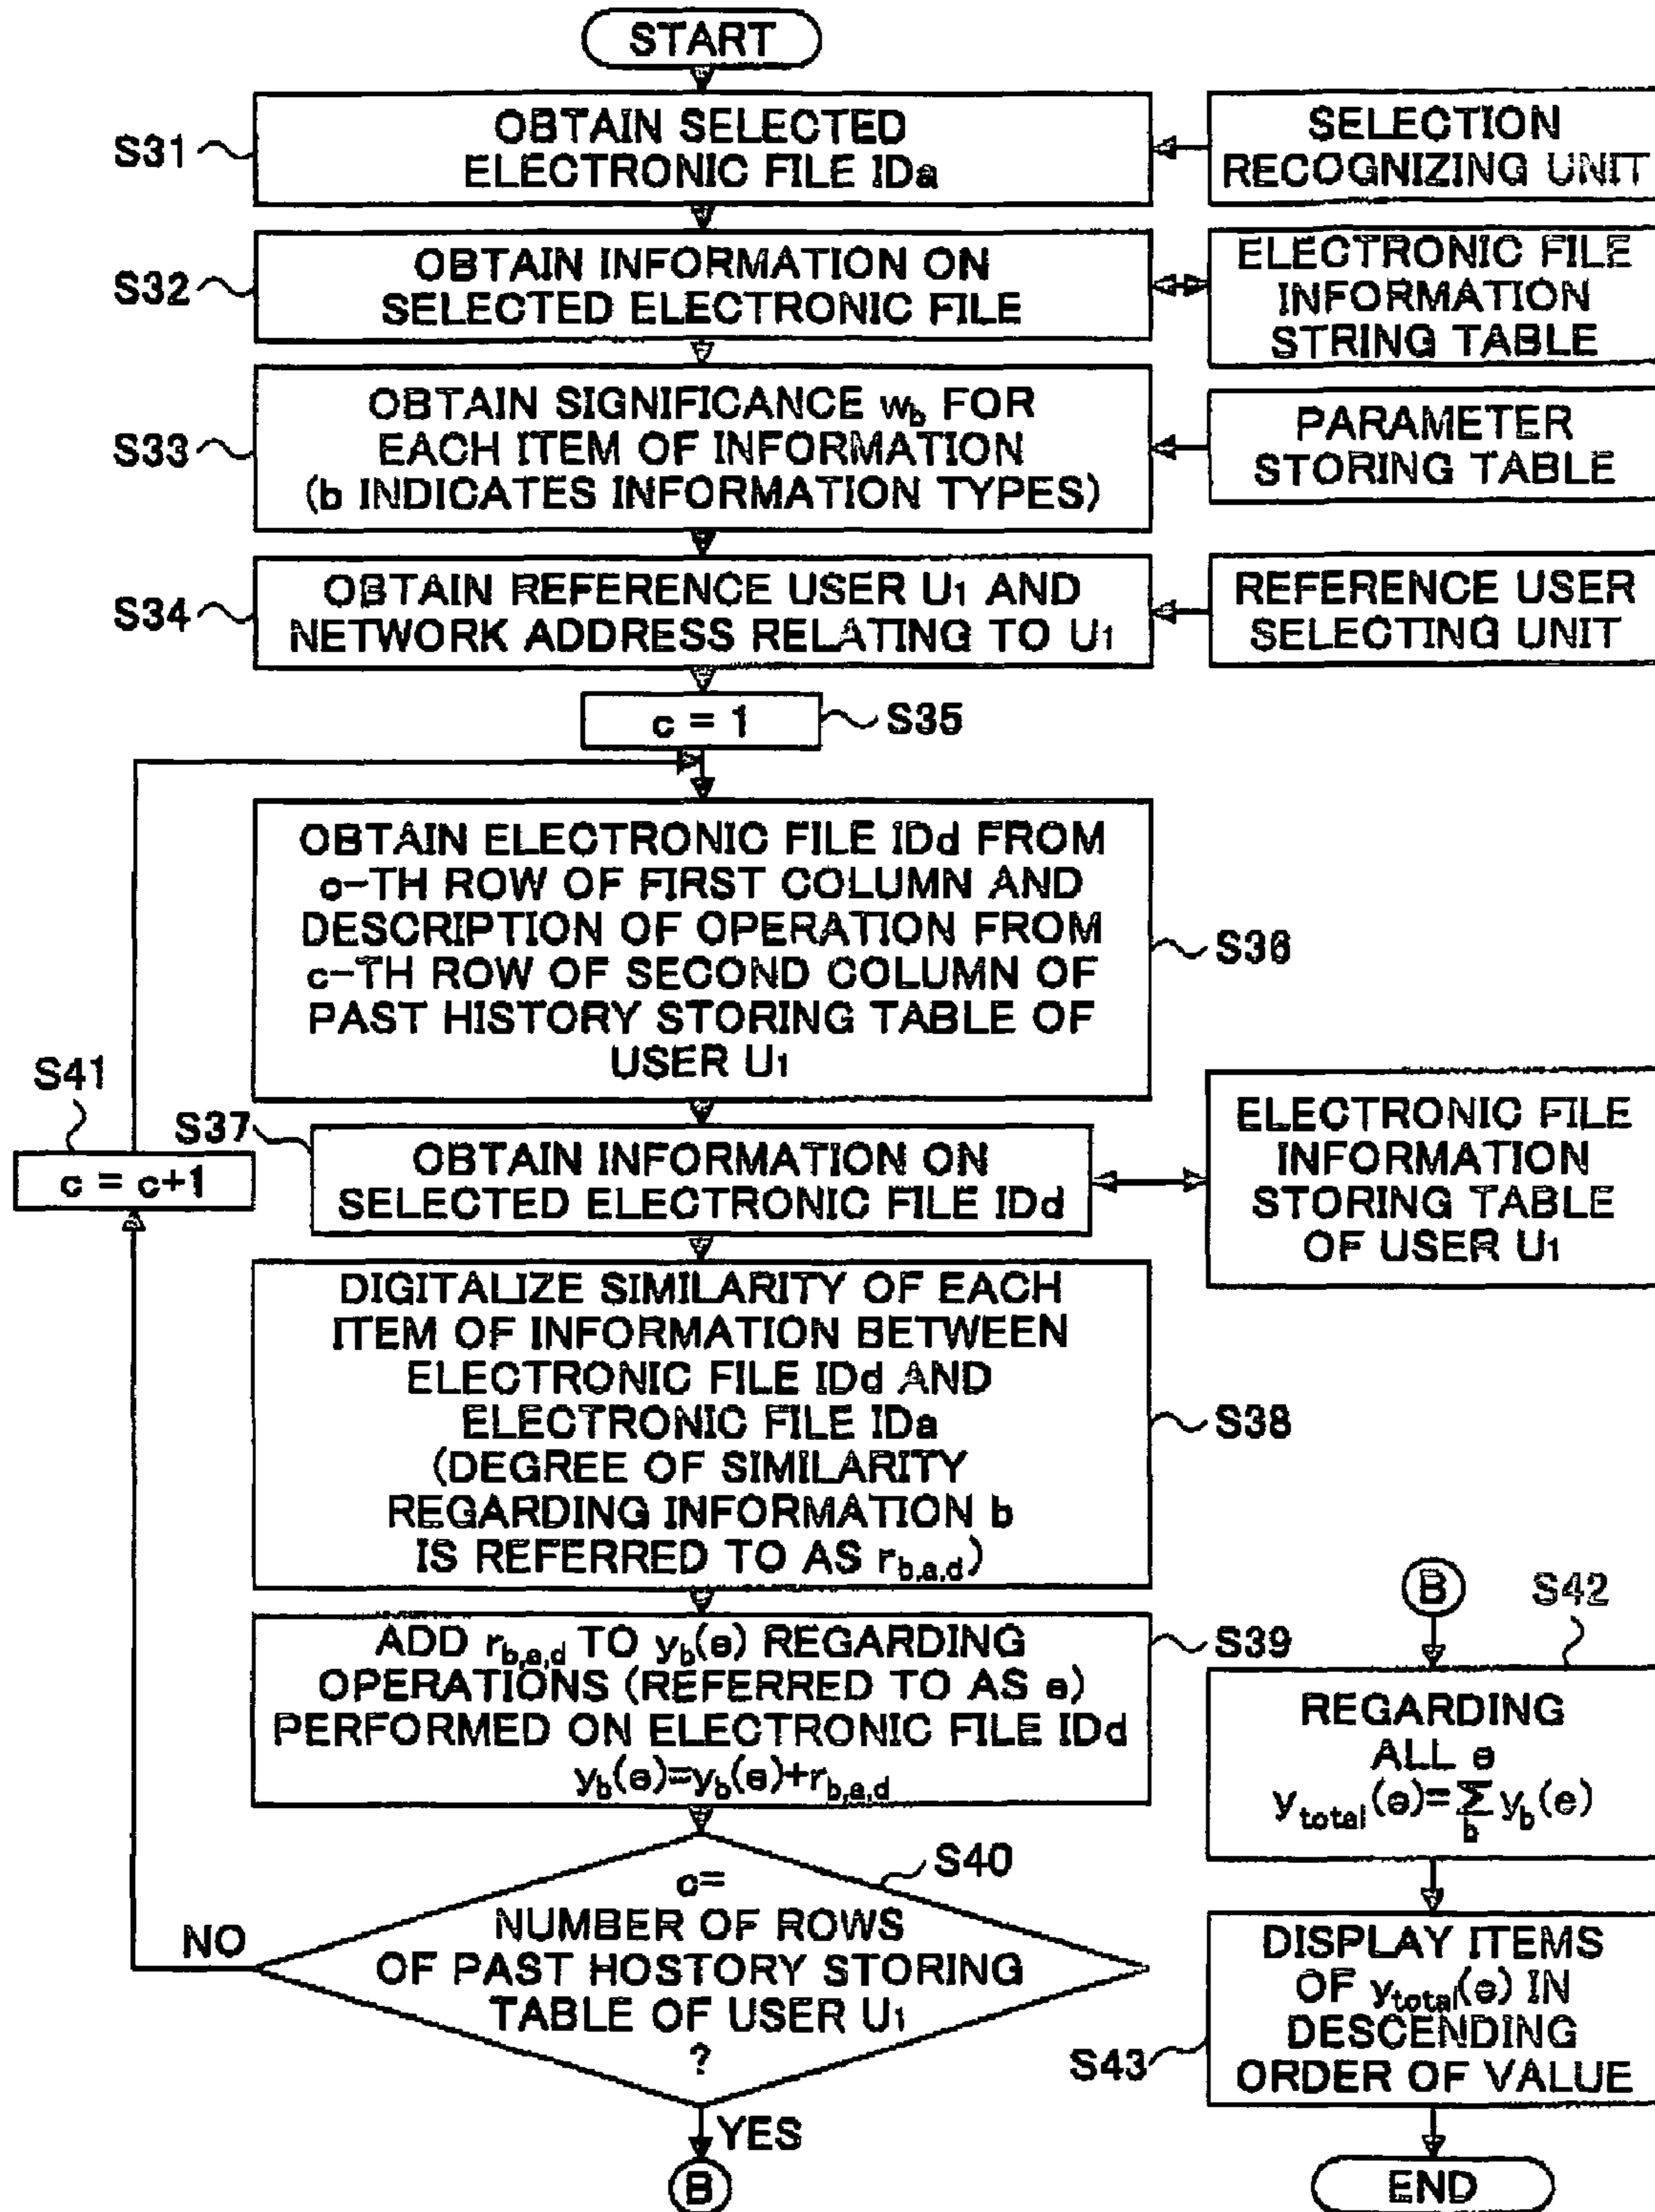 START
S31
OBTAIN SELECTED
ELECTRONIC FILE IDa
SELECTION
RECOGNIZING UNIT
S32
OBTAIN INFORMATION ON
SELECTED ELECTRONIC FILE
ELECTRONIC FILE
INFORMATION
STRING TABLE
S33
OBTAIN SIGNIFICANCE wb FOR
EACH ITEM OF INFORMATION
(b INDICATES INFORMATION TYPES)
PARAMETER
STORING TABLE
S34
OBTAIN REFERENCE USER U1 AND
NETWORK ADDRESS RELATING TO U1
REFERENCE USER
SELECTING UNIT
c = 1
S35
OBTAIN ELECTRONIC FILE IDd FROM
c-TH ROW OF FIRST COLUMN AND
DESCRIPTION OF OPERATION FROM
c-TH ROW OF SECOND COLUMN OF
PAST HISTORY STORING TABLE OF
USER U1
S36
S41
c = c+1
S37
OBTAIN INFORMATION ON
SELECTED ELECTRONIC FILE IDd
ELECTRONIC FILE
INFORMATION
STORING TABLE
OF USER U1
DIGITALIZE SIMILARITY OF EACH
ITEM OF INFORMATION BETWEEN
ELECTRONIC FILE IDd AND
ELECTRONIC FILE IDa
(DEGREE OF SIMILARITY
REGARDING INFORMATION b
IS REFERRED TO AS rb,a,d)
S38
ADD rb,a,d TO yb(e) REGARDING
OPERATIONS (REFERRED TO AS e)
PERFORMED ON ELECTRONIC FILE IDd
yb(e)=yb(e)+rb,a,d
S39
S40
c=
NUMBER OF ROWS
OF PAST HOSTORY STORING
TABLE OF USER U1
?
NO
YES
B
B
S42
REGARDING
ALL e
ytotal(e)=Σb yb(e)
S43
DISPLAY ITEMS
OF ytotal(e) IN
DESCENDING
ORDER OF VALUE
END